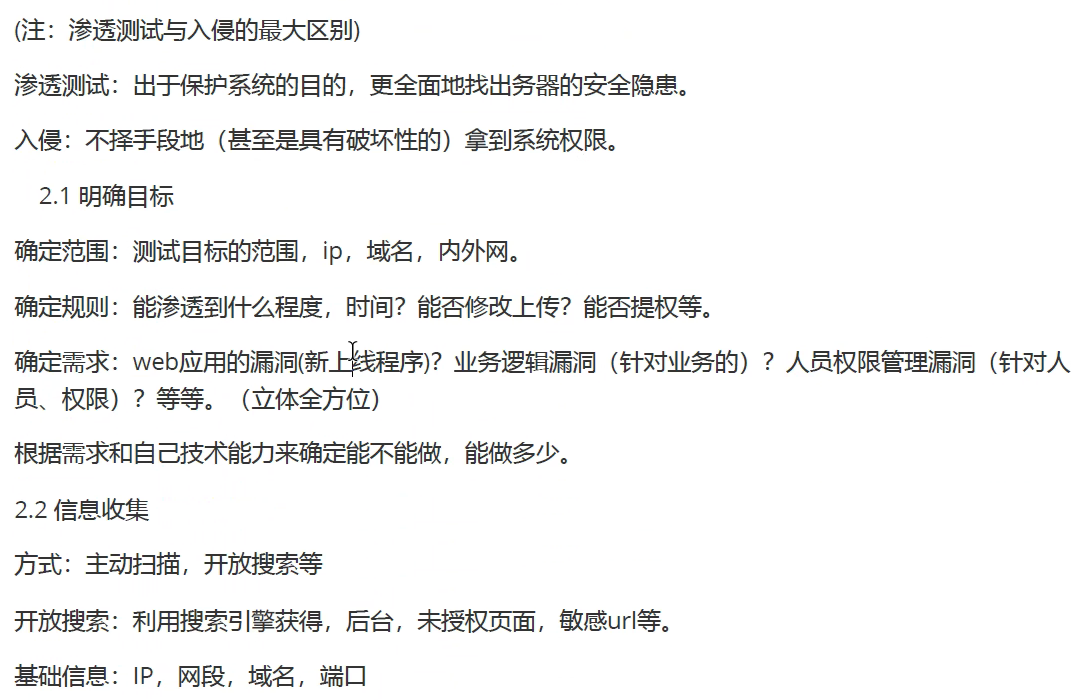 (注：渗透测试与入侵的最大区别)
渗透测试：出于保护系统的目的，更全面地找出务器的安全隐患。
入侵：不择手段地（甚至是具有破坏性的）拿到系统权限。
2.1 明确目标
确定范围：测试目标的范围，ip，域名，内外网。
确定规则：能渗透到什么程度，时间？能否修改上传？能否提权等。
确定需求：web应用的漏洞(新上线程序)？业务逻辑漏洞（针对业务的）？人员权限管理漏洞（针对人
员、权限）？等等。（立体全方位）
根据需求和自己技术能力来确定能不能做，能做多少。
2.2 信息收集
方式：主动扫描，开放搜索等
开放搜索：利用搜索引擎获得，后台，未授权页面，敏感url等。
基础信息：IP，网段，域名，端口